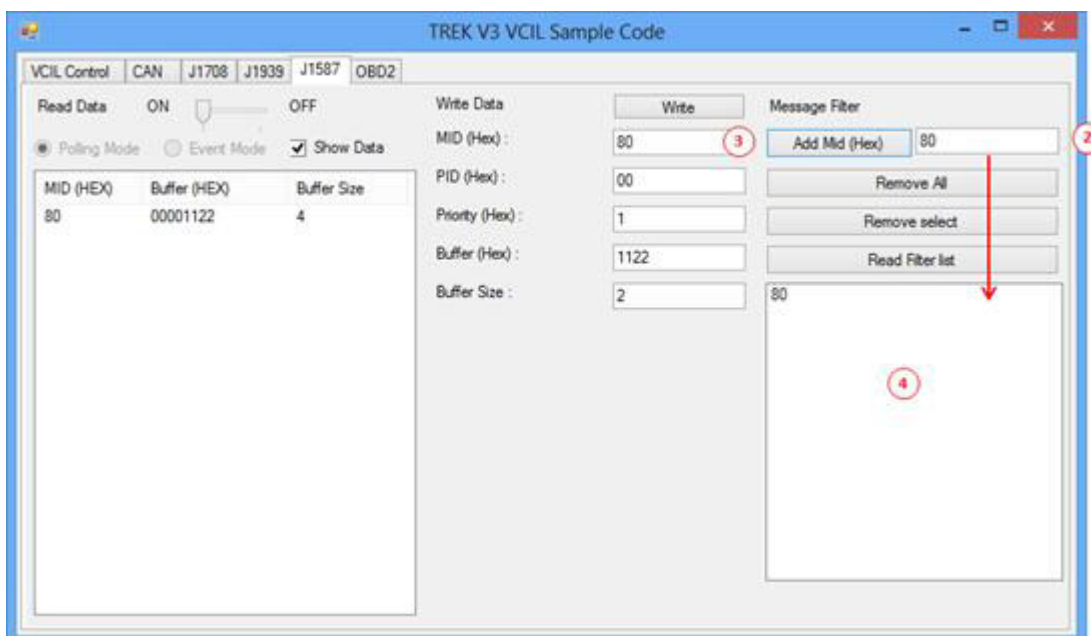 TREK V3 VCIL Sample Code
VCIL Control CAN J1708 J1939 J1587 OBD2
Read Data ON OFF
Polling Mode Event Mode Show Data
MID (HEX) Buffer (HEX) Buffer Size
80 00001122 4
Write Data Write
MID (Hex) : 80 3
PID (Hex) : 00
Priority (Hex) : 1
Buffer (Hex) : 1122
Buffer Size : 2
Message Filter
Add Mid (Hex) 80 2
Remove All
Remove select
Read Filter list
80
4